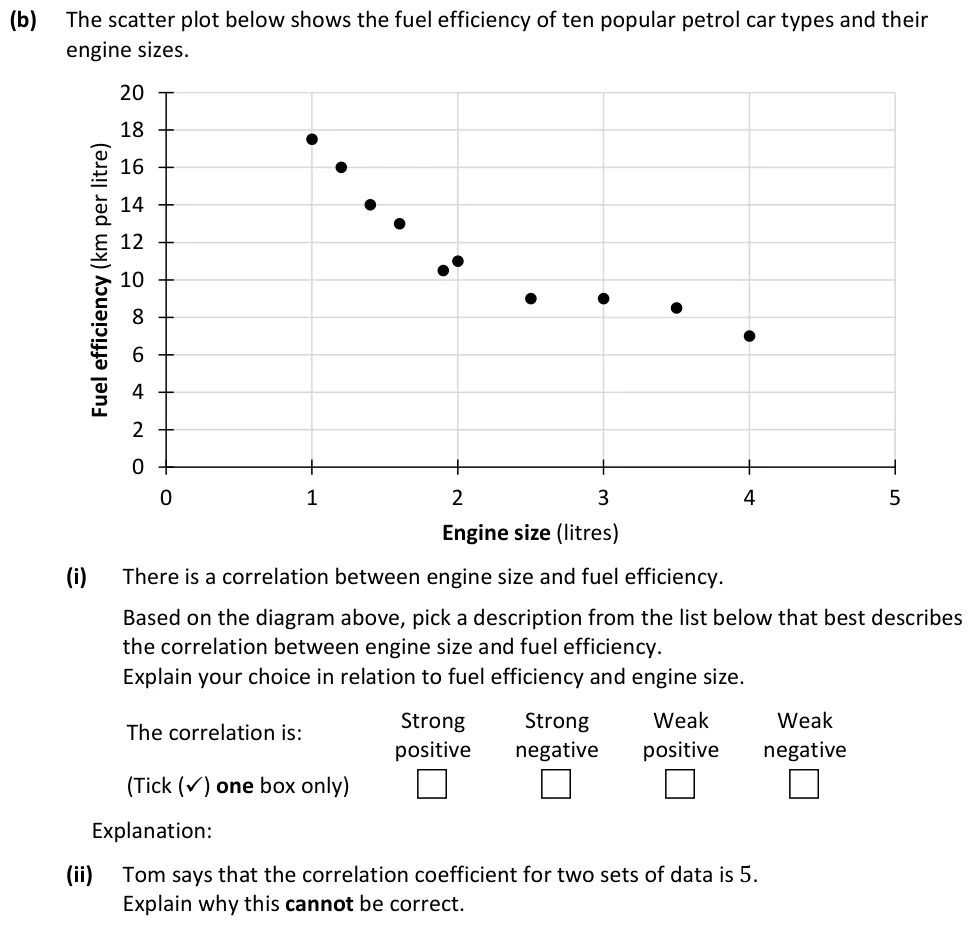 (b) The scatter plot below shows the fuel efficiency of ten popular petrol car types and their
engine sizes.
20
18
16
14
12
10
8
6
4
2
0
Fuel efficiency (km per litre)
0 1 2 3 4 5
Engine size (litres)
(i) There is a correlation between engine size and fuel efficiency.
Based on the diagram above, pick a description from the list below that best describes
the correlation between engine size and fuel efficiency.
Explain your choice in relation to fuel efficiency and engine size.
The correlation is: Strong positive Strong negative Weak positive Weak negative
(Tick (✓) one box only)
Explanation:
(ii) Tom says that the correlation coefficient for two sets of data is 5.
Explain why this cannot be correct.